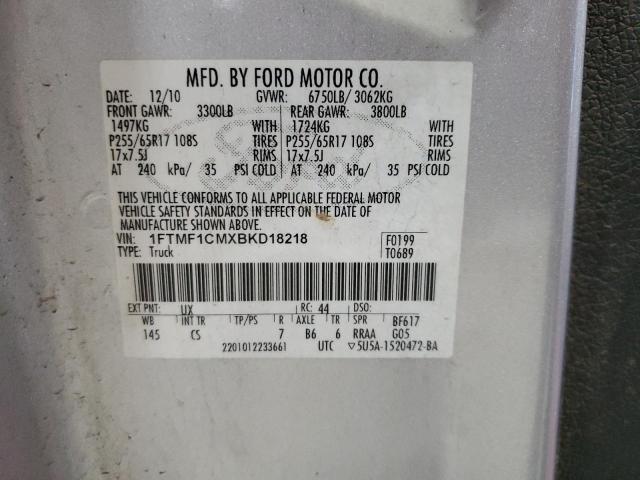 MFD. BY FORD MOTOR CO.
DATE: 12/10 GVWR: 6750LB/ 3062KG
FRONT GAWR: 3300LB REAR GAWR: 3800LB
1497KG WITH 1724KG WITH
P255/65R17 108S TIRES P255/65R17 108S TIRES
17x7.5J RIMS 17x7.5J RIMS
AT 240 kPa/ 35 PSI COLD AT 240 kPa/ 35 PSI COLD
THIS VEHICLE CONFORMS TO ALL APPLICABLE FEDERAL MOTOR
VEHICLE SAFETY STANDARDS IN EFFECT ON THE DATE OF
MANUFACTURE SHOWN ABOVE.
VIN: 1FTMF1CMXBKD18218 F0199
TYPE: Truck T0689
EXT PNT: UX RC: 44 DSO:
WB INT TR TP/PS R AXLE TR SPR BF617
145 CS 7 B6 6 RRAA G05
2201012233661 UTC ▽5U5A-1520472-BA